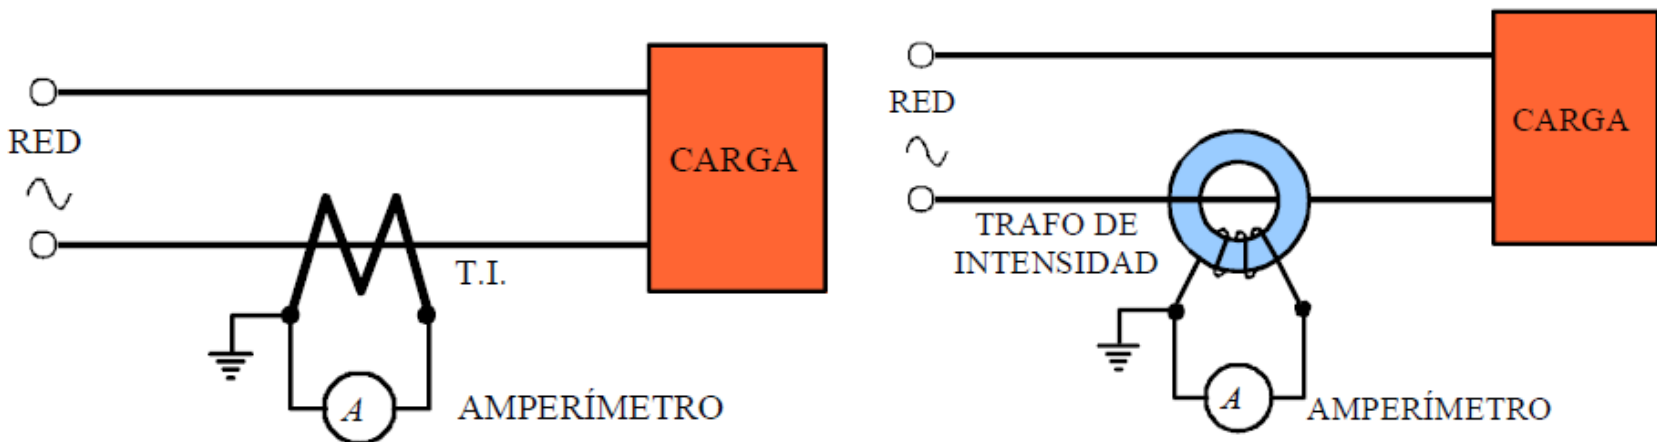 RED
CARGA
T.I.
A
AMPERÍMETRO
RED
CARGA
TRAFO DE
INTENSIDAD
A
AMPERÍMETRO